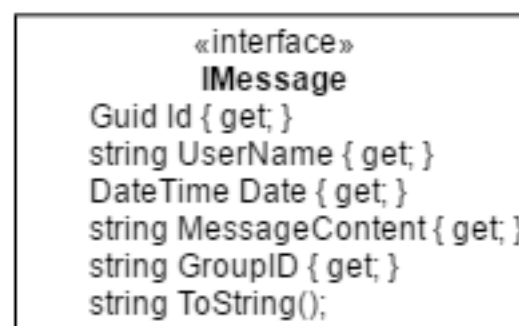 «interface»
IMessage
Guid Id { get; }
string UserName { get; }
DateTime Date { get; }
string MessageContent { get; }
string GroupID { get; }
string ToString();